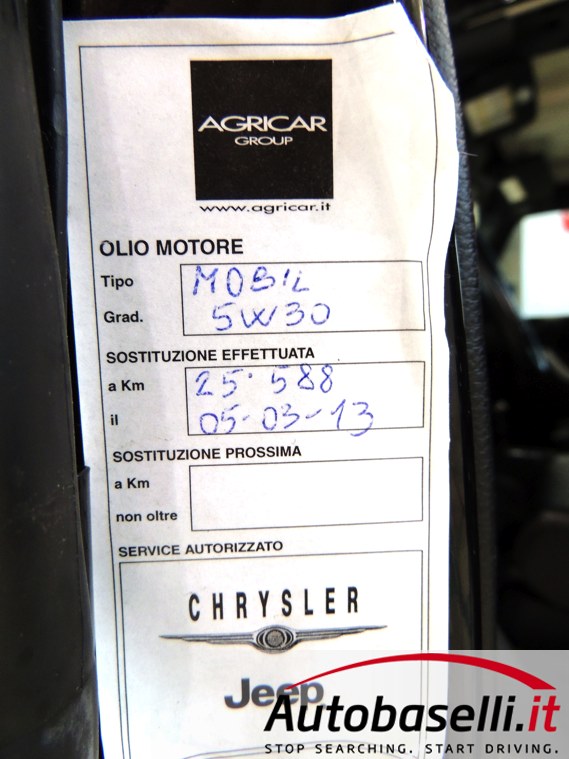 AGRICAR
GROUP
www.agricar.it
OLIO MOTORE
Tipo MOBIL
Grad. 5W30
SOSTITUZIONE EFFETTUATA
a Km 25.588
il 05-03-13
SOSTITUZIONE PROSSIMA
a Km
non oltre
SERVICE AUTORIZZATO
CHRYSLER
Jeep
Autobaselli.it
STOP SEARCHING. START DRIVING.